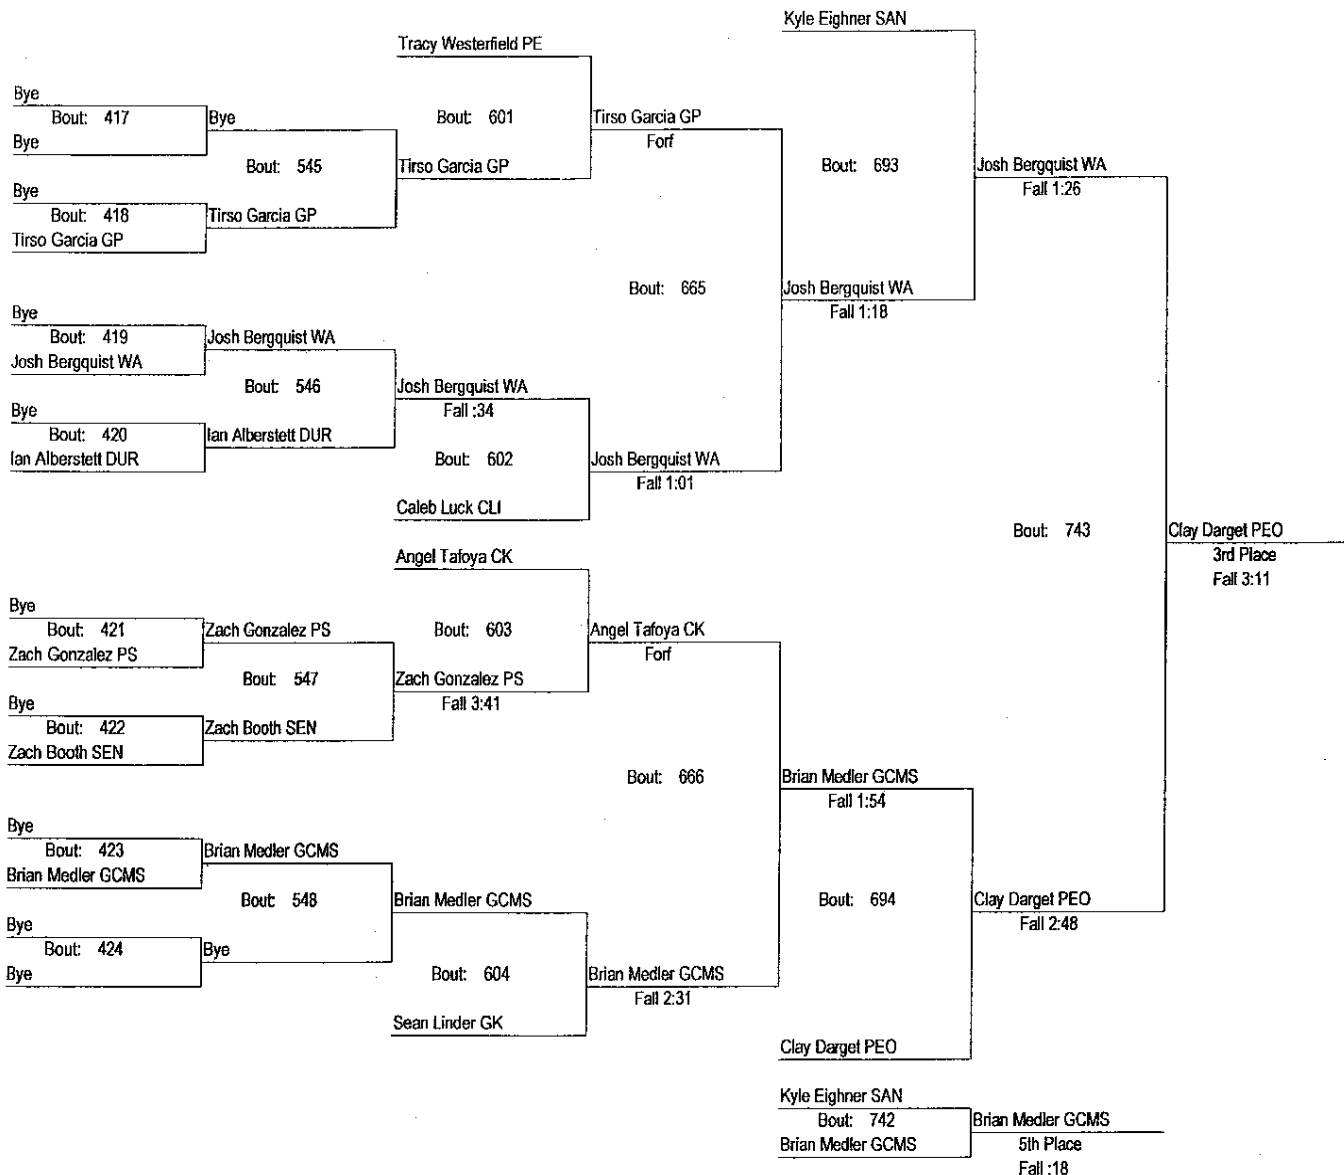 Kyle Eighner SAN
Tracy Westerfield PE
Bye
Bout: 417
Bye
Bye
Bout: 601
Tirso Garcia GP
Forf
Bout: 545
Tirso Garcia GP
Bout: 693
Josh Bergquist WA
Fall 1:26
Bye
Bout: 418
Tirso Garcia GP
Tirso Garcia GP
Bout: 665
Josh Bergquist WA
Fall 1:18
Bye
Bout: 419
Josh Bergquist WA
Josh Bergquist WA
Bout: 546
Josh Bergquist WA
Fall :34
Bye
Bout: 420
Ian Alberstett DUR
Ian Alberstett DUR
Bout: 602
Josh Bergquist WA
Fall 1:01
Caleb Luck CLI
Bout: 743
Clay Darget PEO
3rd Place
Fall 3:11
Angel Tafoya CK
Bye
Bout: 421
Zach Gonzalez PS
Zach Gonzalez PS
Bout: 603
Angel Tafoya CK
Forf
Bout: 547
Zach Gonzalez PS
Fall 3:41
Bye
Bout: 422
Zach Booth SEN
Zach Booth SEN
Bout: 666
Brian Medler GCMS
Fall 1:54
Bye
Bout: 423
Brian Medler GCMS
Brian Medler GCMS
Bout: 548
Brian Medler GCMS
Bout: 694
Clay Darget PEO
Fall 2:48
Bye
Bout: 424
Bye
Bye
Bout: 604
Brian Medler GCMS
Fall 2:31
Sean Linder GK
Clay Darget PEO
Kyle Eighner SAN
Bout: 742
Brian Medler GCMS
Brian Medler GCMS
5th Place
Fall :18